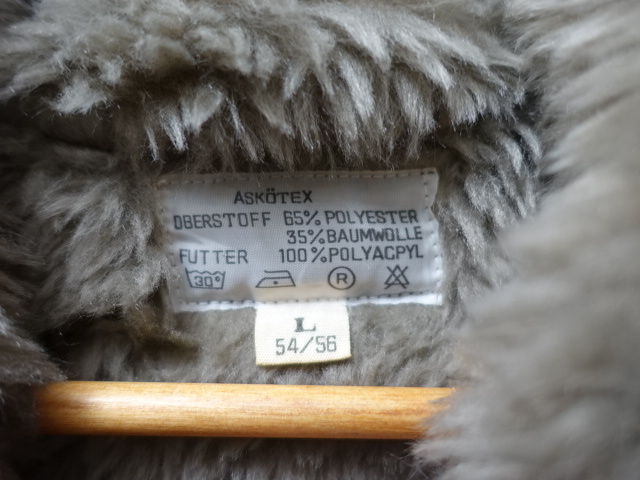 ASKÖTEX
OBERSTOFF 65% POLYESTER
35% BAUMWOLLE
FUTTER 100% POLYACPYL
30° R
L
54/56